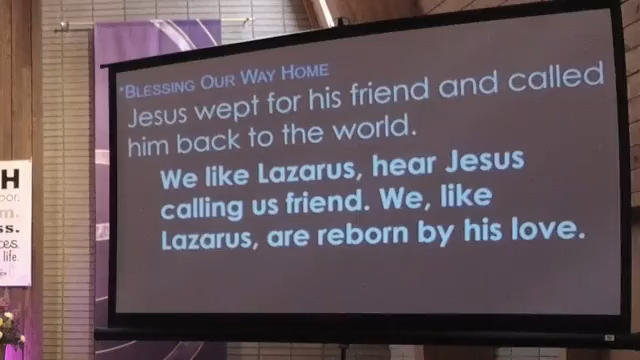 *BLESSING OUR WAY HOME
Jesus wept for his friend and called
him back to the world.
We like Lazarus, hear Jesus
calling us friend. We, like
Lazarus, are reborn by his love.
H
life.